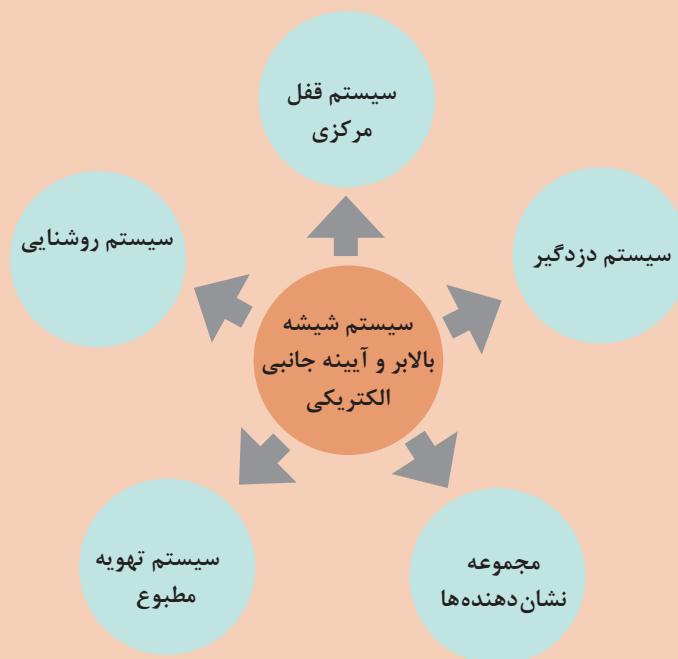 سیستم قفل
مرکزی
سیستم دزدگیر
سیستم روشنایی
سیستم شیشه
بالابر و آیینه جانبی
الکتریکی
مجموعه
نشان‌دهنده‌ها
سیستم تهویه
مطبوع